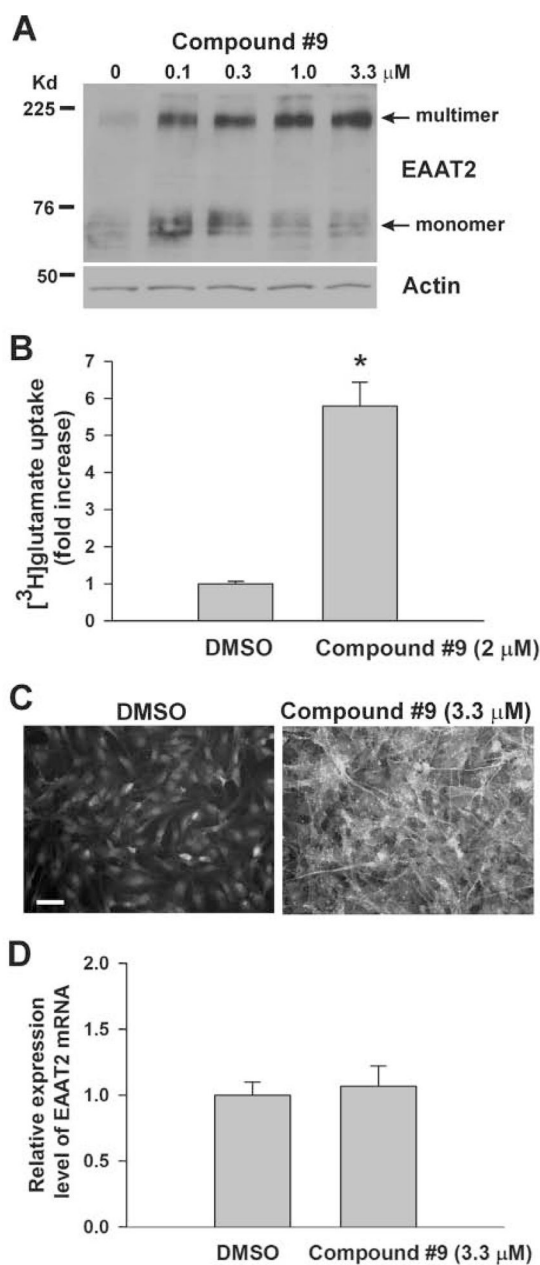 A
Compound #9
Kd
0 0.1 0.3 1.0 3.3 μM
225
multimer
EAAT2
76
monomer
50
Actin
B
[³H]glutamate uptake
(fold increase)
7
6
5
4
3
2
1
0
*
DMSO
Compound #9 (2 μM)
C
DMSO
Compound #9 (3.3 μM)
D
Relative expression
level of EAAT2 mRNA
2.0
1.5
1.0
0.5
0.0
DMSO
Compound #9 (3.3 μM)